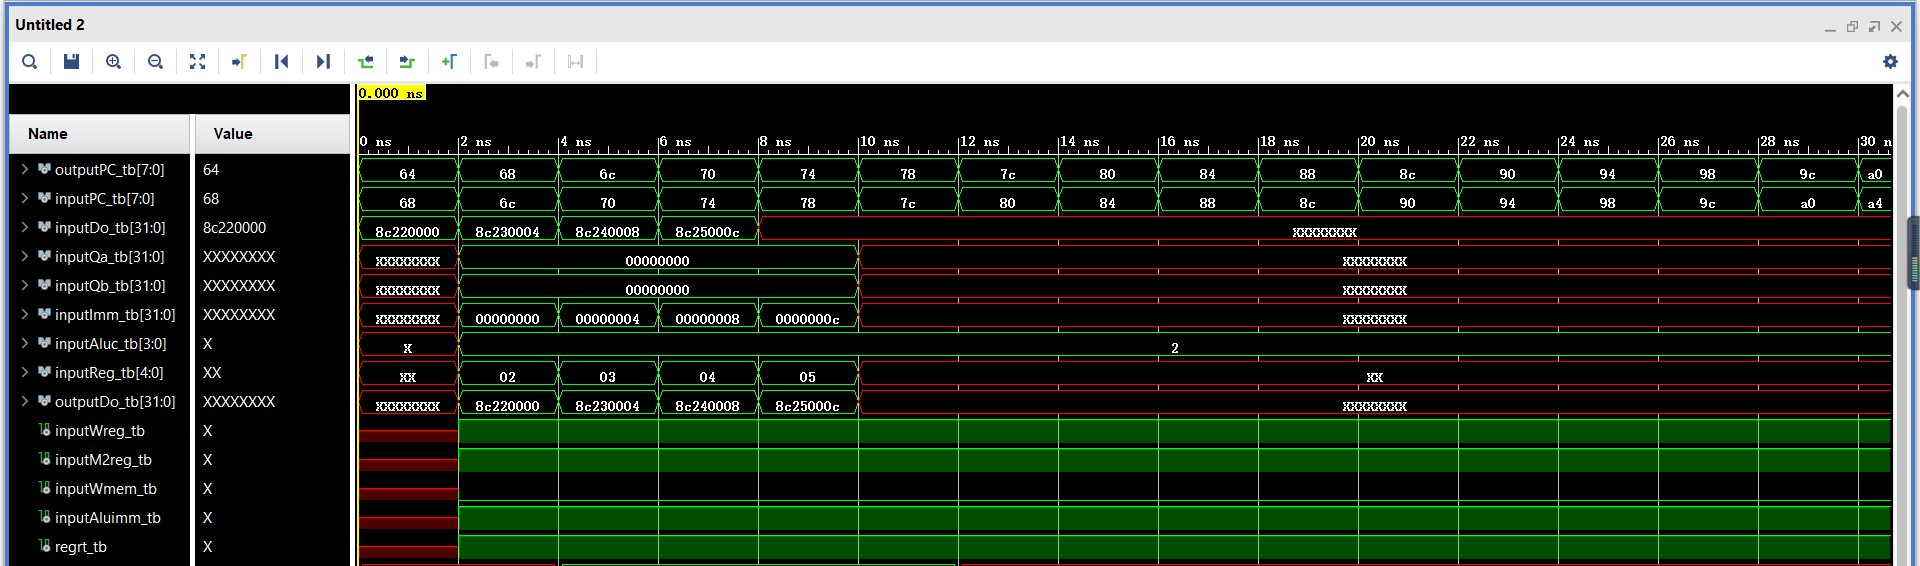 Untitled 2
0.000 ns
Name Value
0 ns 2 ns 4 ns 6 ns 8 ns 10 ns 12 ns 14 ns 16 ns 18 ns 20 ns 22 ns 24 ns 26 ns 28 ns 30 n
outputPC_tb[7:0] 64 64 68 6c 70 74 78 7c 80 84 88 8c 90 94 98 9c a0
inputPC_tb[7:0] 68 68 6c 70 74 78 7c 80 84 88 8c 90 94 98 9c a0 a4
inputDo_tb[31:0] 8c220000 8c220000 8c230004 8c240008 8c25000c XXXXXXXX
inputQa_tb[31:0] XXXXXXXX XXXXXXXX 00000000 XXXXXXXX
inputQb_tb[31:0] XXXXXXXX XXXXXXXX 00000000 XXXXXXXX
inputImm_tb[31:0] XXXXXXXX XXXXXXXX 00000000 00000004 00000008 0000000c XXXXXXXX
inputAluc_tb[3:0] X X 2
inputReg_tb[4:0] XX XX 02 03 04 05 XX
outputDo_tb[31:0] XXXXXXXX XXXXXXXX 8c220000 8c230004 8c240008 8c25000c XXXXXXXX
inputWreg_tb X
inputM2reg_tb X
inputWmem_tb X
inputAluimm_tb X
regrt_tb X